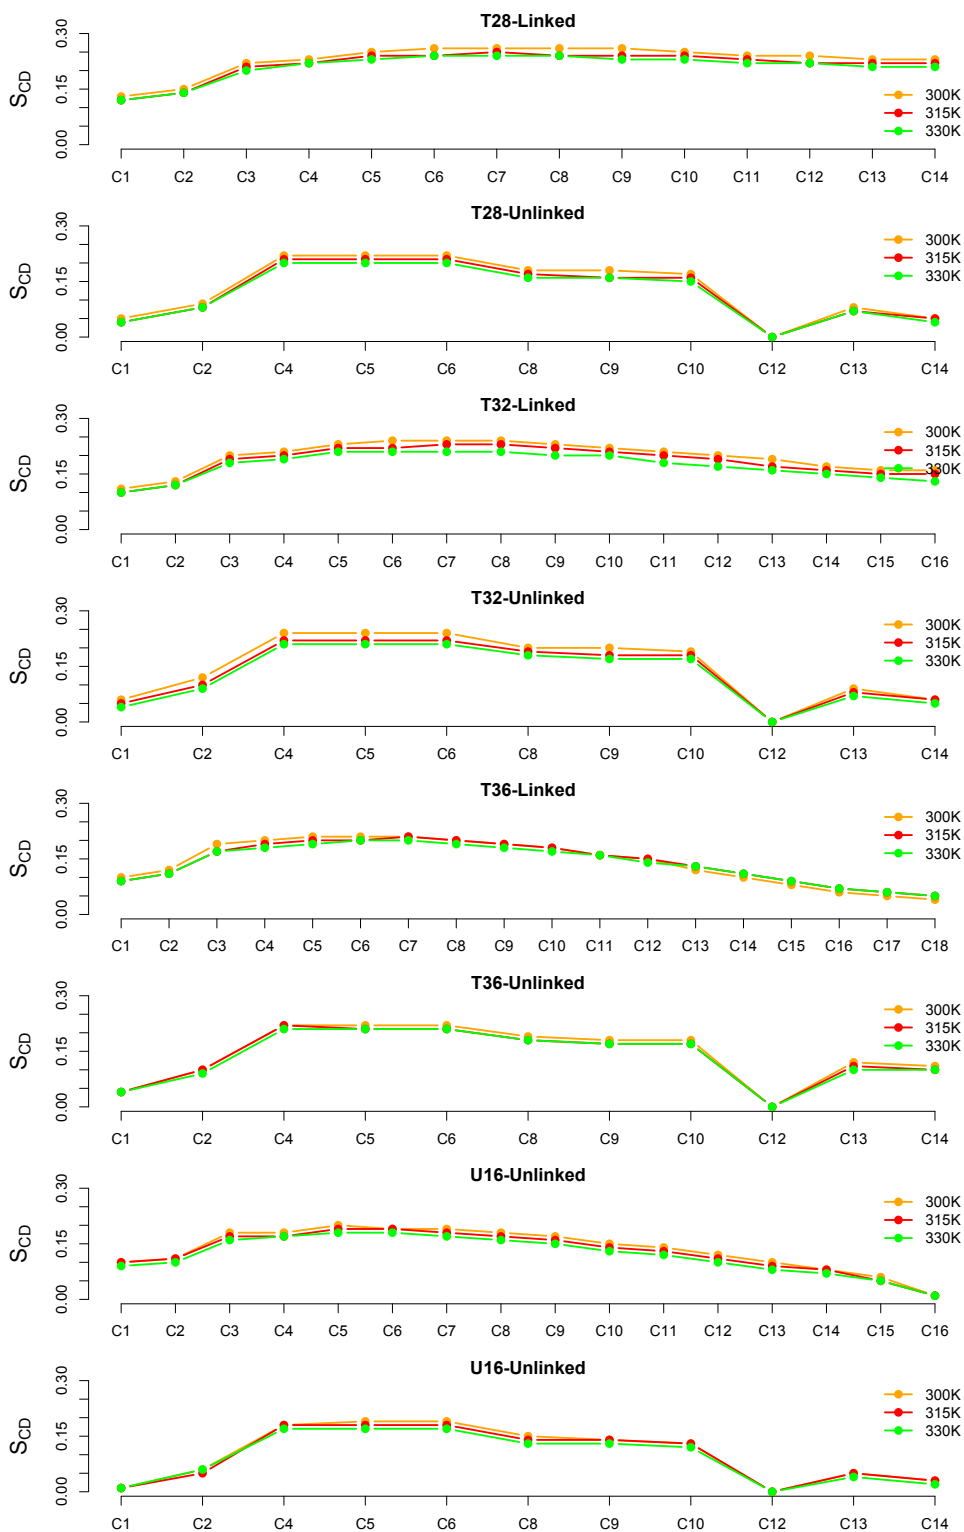 T28-Linked
0.30
0.15
0.00
SCD
300K
315K
330K
C1 C2 C3 C4 C5 C6 C7 C8 C9 C10 C11 C12 C13 C14
T28-Unlinked
0.30
0.15
0.00
SCD
300K
315K
330K
C1 C2 C4 C5 C6 C8 C9 C10 C12 C13 C14
T32-Linked
0.30
0.15
0.00
SCD
300K
315K
330K
C1 C2 C3 C4 C5 C6 C7 C8 C9 C10 C11 C12 C13 C14 C15 C16
T32-Unlinked
0.30
0.15
0.00
SCD
300K
315K
330K
C1 C2 C4 C5 C6 C8 C9 C10 C12 C13 C14
T36-Linked
0.30
0.15
0.00
SCD
300K
315K
330K
C1 C2 C3 C4 C5 C6 C7 C8 C9 C10 C11 C12 C13 C14 C15 C16 C17 C18
T36-Unlinked
0.30
0.15
0.00
SCD
300K
315K
330K
C1 C2 C4 C5 C6 C8 C9 C10 C12 C13 C14
U16-Unlinked
0.30
0.15
0.00
SCD
300K
315K
330K
C1 C2 C3 C4 C5 C6 C7 C8 C9 C10 C11 C12 C13 C14 C15 C16
U16-Unlinked
0.30
0.15
0.00
SCD
300K
315K
330K
C1 C2 C4 C5 C6 C8 C9 C10 C12 C13 C14